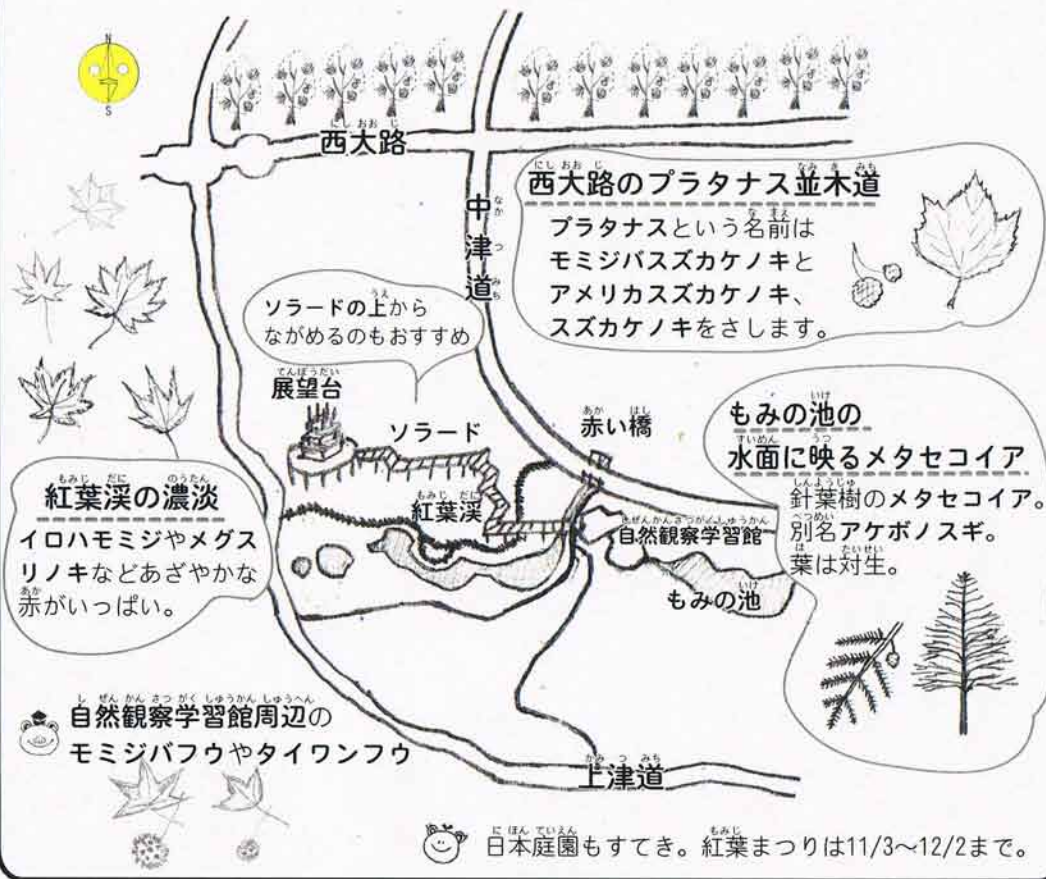 N
S
西大路
中津道
西大路のプラタナス並木道
プラタナスという名前は
モミジバスズカケノキと
アメリカスズカケノキ、
スズカケノキをさします。
ソラードの上から
ながめるのもおすすめ
展望台
ソラード
赤い橋
紅葉渓
自然観察学習館
もみの池
もみの池の
水面に映るメタセコイア
針葉樹のメタセコイア。
別名アケボノスギ。
葉は対生。
紅葉渓の濃淡
イロハモミジやメグス
リノキなどあざやかな
赤がいっぱい。
自然観察学習館周辺の
モミジバフウやタイワンフウ
上津道
日本庭園もすてき。紅葉まつりは11/3~12/2まで。